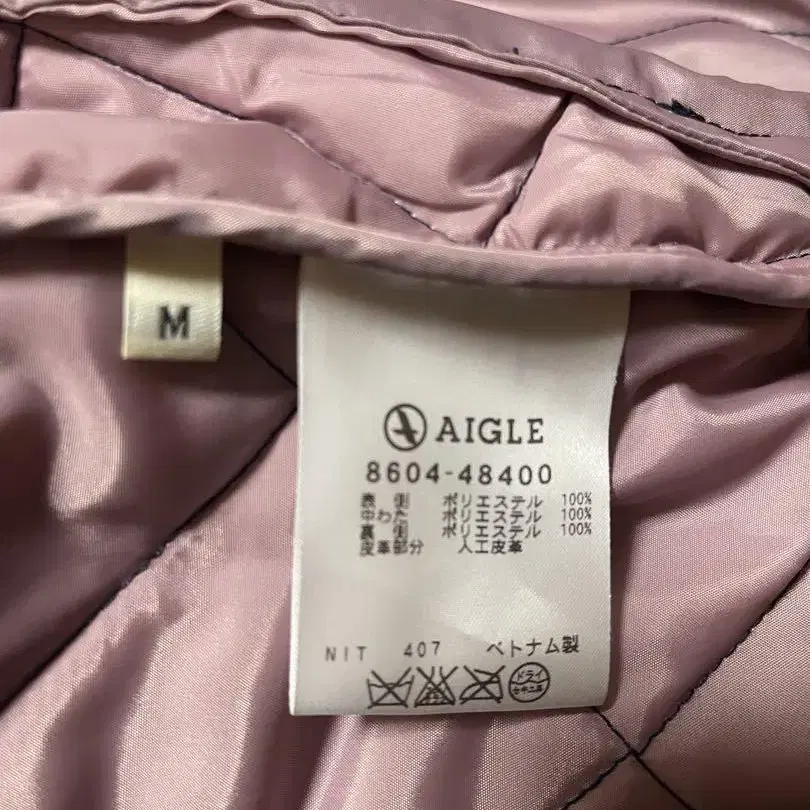 M
AIGLE
8604-48400
表側 ポリエステル 100%
中わた ポリエステル 100%
裏側 ポリエステル 100%
皮革部分 人工皮革
NIT 407 ベトナム製
ドライ